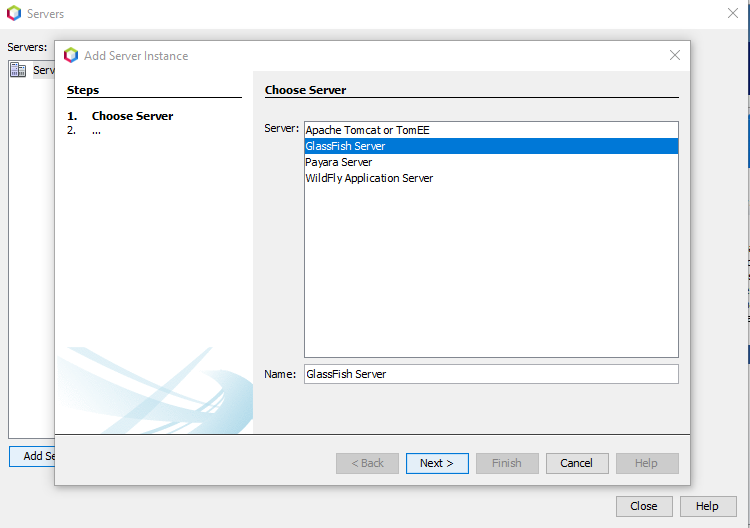 Servers
Servers:
Add Server Instance
Steps
1. Choose Server
2. ...
Choose Server
Server:
Apache Tomcat or TomEE
GlassFish Server
Payara Server
WildFly Application Server
Name: GlassFish Server
< Back
Next >
Finish
Cancel
Help
Add Se
Close
Help